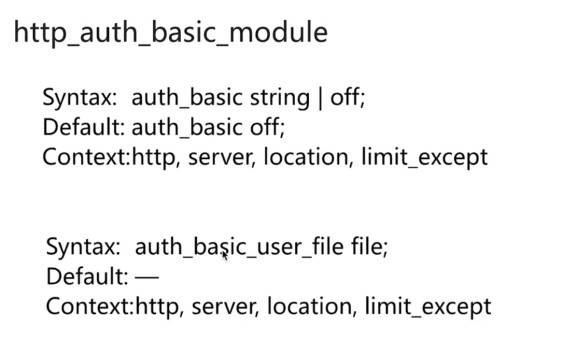 http_auth_basic_module
Syntax: auth_basic string | off;
Default: auth_basic off;
Context:http, server, location, limit_except
Syntax: auth_basic_user_file file;
Default: —
Context:http, server, location, limit_except